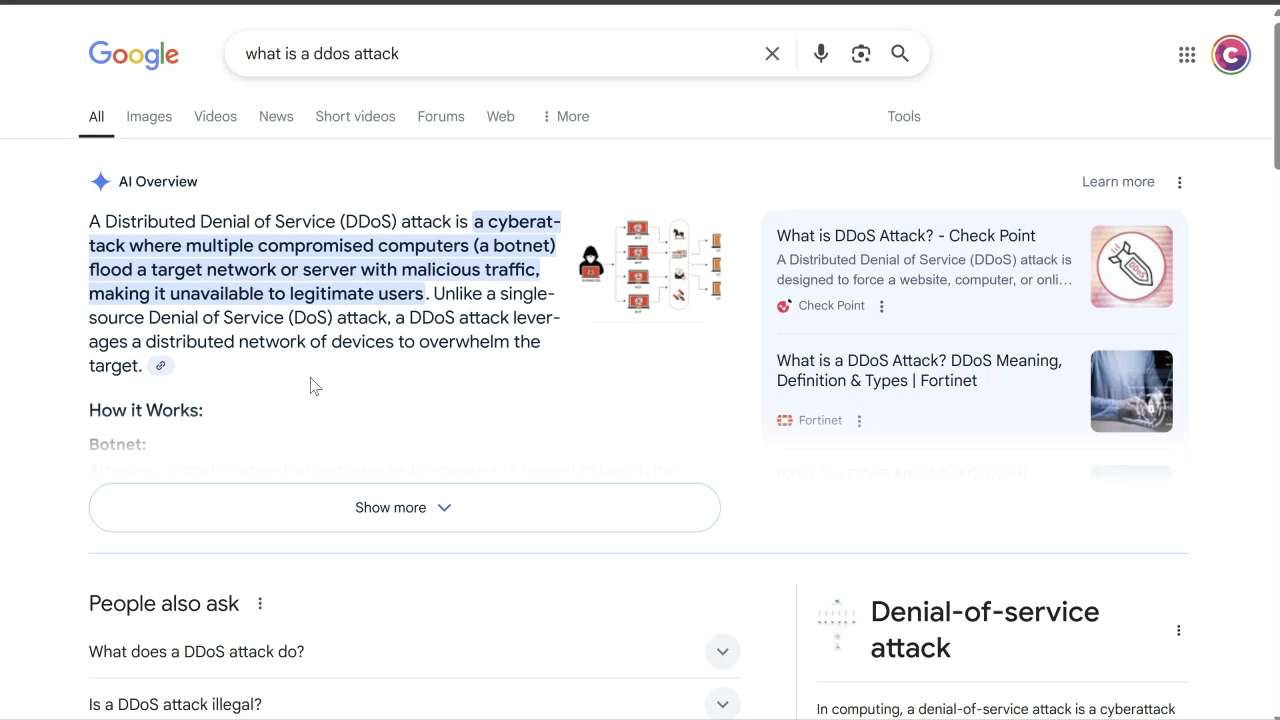 Google
what is a ddos attack
C
All Images Videos News Short videos Forums Web More Tools
AI Overview
Learn more
A Distributed Denial of Service (DDoS) attack is a cyberat-
tack where multiple compromised computers (a botnet)
flood a target network or server with malicious traffic,
making it unavailable to legitimate users. Unlike a single-
source Denial of Service (DoS) attack, a DDoS attack lever-
ages a distributed network of devices to overwhelm the
target.
How it Works:
Botnet:
Show more
What is DDoS Attack? - Check Point
A Distributed Denial of Service (DDoS) attack is
designed to force a website, computer, or onli...
Check Point
DDoS
What is a DDoS Attack? DDoS Meaning,
Definition & Types | Fortinet
Fortinet
People also ask
What does a DDoS attack do?
Is a DDoS attack illegal?
Denial-of-service
attack
In computing, a denial-of-service attack is a cyberattack